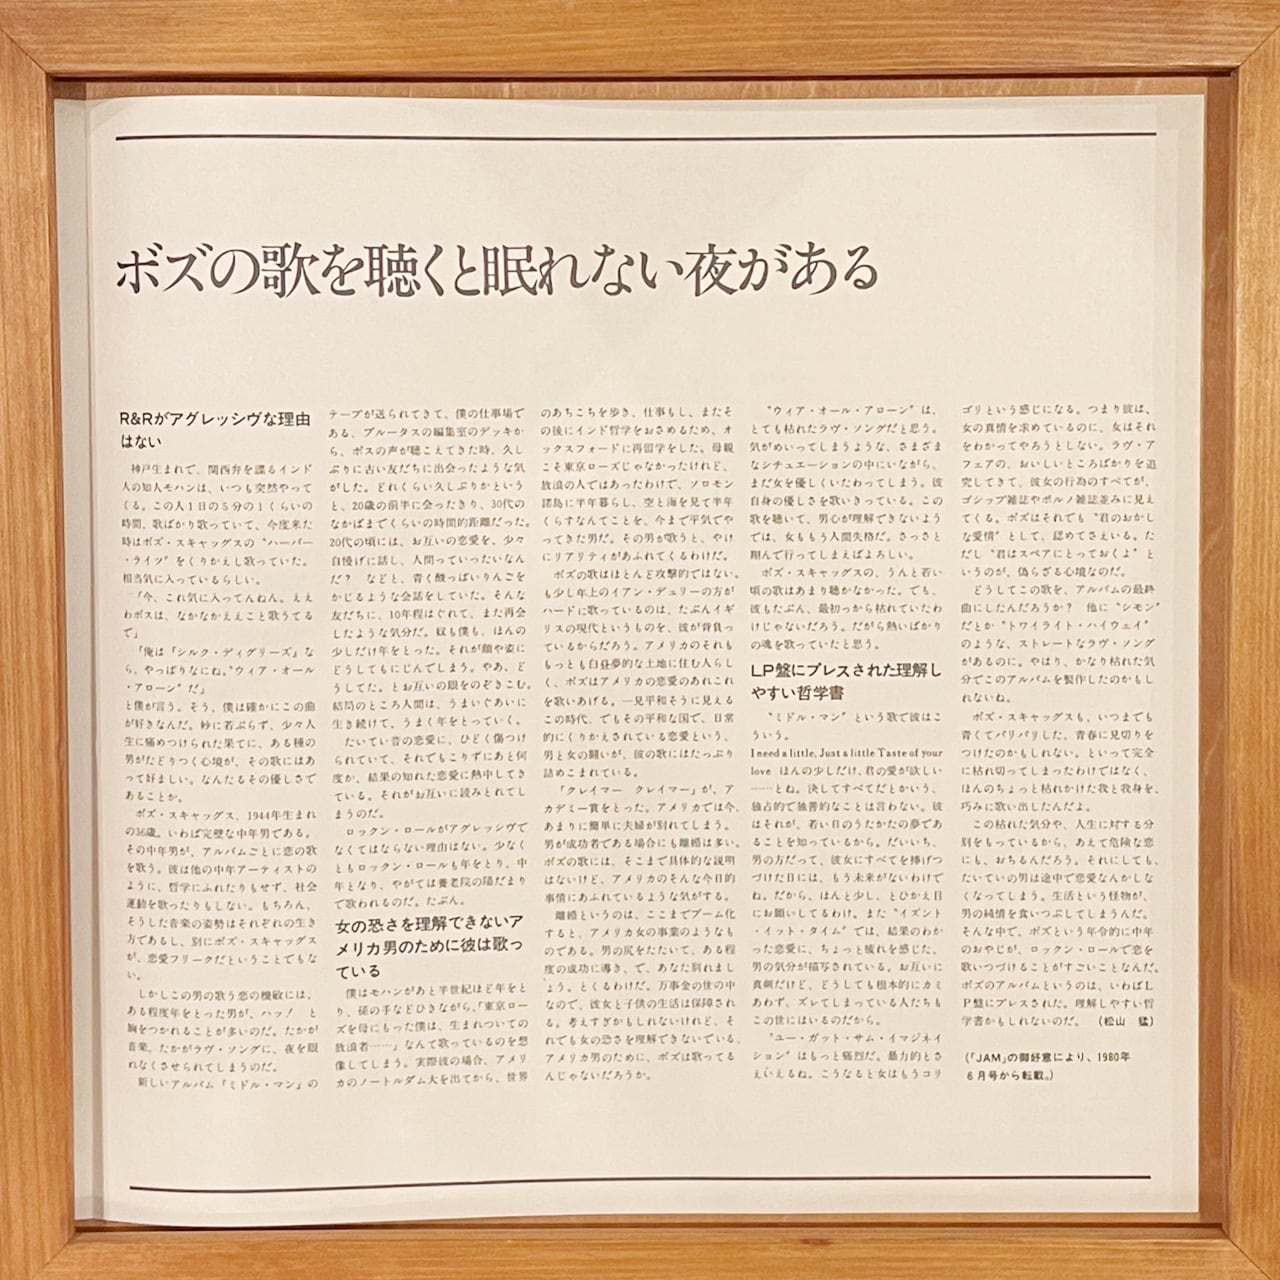 ボズの歌を聴くと眠れない夜がある
R&Rがアグレッシヴな理由
はない
神戸生まれで、関西弁を喋るインド
人の知人モハンは、いつも突然やって
くる。この人1日の5分の1くらいの
時間、歌ばかり歌っていて、今度来た
時はボズ・スキャッグスの〝ハーバー
・ライツ〟をくりかえし歌っていた。
相当気に入っているらしい。
「今、これ気に入ってんねん。ええ
わボスは、なかなかええこと歌うてる
で」
「俺は『シルク・ディグリーズ』な
ら、やっぱりなにね。〝ウィア・オール
・アローン〟だ」
と僕が言う。そう、僕は確かにこの曲
が好きなんだ。妙に若ぶらず、少々人
生に痛めつけられた果てに、ある種の
男がたどりつく心境が、その歌にはあ
って好ましい。なんたるその優しさで
あることか。
ボズ・スキャッグス、1944年生まれ
の36歳。いわば完璧な中年男である。
その中年男が、アルバムごとに恋の歌
を歌う。彼は他の中年アーティストの
ように、哲学にふれたりもせず、社会
運動を歌ったりもしない。もちろん、
そうした音楽の姿勢はそれぞれの生き
方であるし、別にボズ・スキャッグス
が、恋愛フリークだということでもな
い。
しかしこの男の歌う恋の機敏には、
ある程度年をとった男が、ハッ! と
胸をつかれることが多いのだ。たかが
音楽、たかがラヴ・ソングに、夜を眠
れなくさせられてしまうのだ。
新しいアルバム『ミドル・マン』の
テープが送られてきて、僕の仕事場で
ある、ブルータスの編集室のデッキか
ら、ボスの声が聴こえてきた時、久し
ぶりに古い友だちに出会ったような気
がした。どれくらい久しぶりかという
と、20歳の前半に会ったきり、30代の
なかばまでくらいの時間的距離だった。
20代の頃には、お互いの恋愛を、少々
自慢げに話し、人間っていったいなん
だ? などと、青く酸っぱいりんごを
かじるような会話をしていた。そんな
友だちに、10年程はぐれて、また再会
したような気分だ。奴も僕も、ほんの
少しだけ年をとった。それが顔や姿に
どうしてもにじんでしまう。やあ、ど
うしてた。とお互いの眼をのぞきこむ。
結局のところ人間は、うまいぐあいに
生き続けて、うまく年をとっていく。
たいてい昔の恋愛に、ひどく傷つけ
られていて、それでもこりずにあと何
度か、結果の知れた恋愛に熱中してき
ている。それがお互いに読みとれてし
まうのだ。
ロックン・ロールがアグレッシヴで
なくてはならない理由はない。少なく
ともロックン・ロールも年をとり、中
年となり、やがては養老院の陽だまり
で歌われるのだ。たぶん。
女の恐さを理解できないア
メリカ男のために彼は歌っ
ている
僕はモハンがあと半世紀ほど年をと
り、孫の手などひきながら、「東京ロー
ズを母にもった僕は、生まれついての
放浪者……」なんて歌っているのを想
像してしまう。実際彼の場合、アメリ
カのノートルダム大を出てから、世界
のあちこちを歩き、仕事もし、またそ
の後にインド哲学をおさめるため、オ
ックスフォードに再留学をした。母親
こそ東京ローズじゃなかったけれど、
放浪の人ではあったわけで、ソロモン
諸島に半年暮らし、空と海を見て半年
くらすなんてことを、今まで平気でや
ってきた男だ。その男が歌うと、やけ
にリアリティがあふれてくるわけだ。
ボズの歌はほとんど攻撃的ではない。
も少し年上のイアン・デューリの方が
ハードに歌っているのは、たぶんイギ
リスの現代というものを、彼が背負っ
ているからだろう。アメリカのそれも
もっとも白昼夢的な土地に住む人らし
く、ボズはアメリカの恋愛のあれこれ
を歌いあげる。一見平和そうに見える
この時代、でもその平和な国で、日常
的にくりかえされている恋愛という、
男と女の闘いが、彼の歌にはたっぷり
詰めこまれている。
「クレイマー クレイマー」が、ア
カデミー賞をとった。アメリカでは今、
あまりに簡単に夫婦が別れてしまう。
男が成功者である場合にも離婚は多い。
ボズの歌には、そこまで具体的な説明
はないけど、アメリカのそんな今日的
事情にあふれているような気がする。
離婚というのは、ここまでブーム化
すると、アメリカ女の事業のようなも
のである。男の尻をたたいて、ある程
度の成功に導き、で、あなた別れまし
ょう。とくるわけだ。万事金の世の中
なので、彼女と子供の生活は保障され
る。考えすぎかもしれないけれど、そ
れでも女の恐さを理解できないでいる、
アメリカ男のために、ボズは歌ってる
んじゃないだろうか。
〝ウィア・オール・アローン〟は、
とても枯れたラヴ・ソングだと思う。
気がめいってしまうような、さまざま
なシチュエーションの中にいながら、
まだ女を優しくいたわってしまう。彼
自身の優しさを歌いきっている。この
歌を聴いて、男心が理解できないよう
では、女ももう人間失格だ。さっさと
翔んで行ってしまえばよろしい。
ボズ・スキャッグスの、うんと若い
頃の歌はあまり聴かなかった。でも、
彼もたぶん、最初っから枯れていたわ
けじゃないだろう。だから熱いばかり
の魂を歌っていたと思う。
LP盤にプレスされた理解し
やすい哲学書
〝ミドル・マン〟という歌で彼はこ
ういう。
I need a little, Just a little Taste of your
love ほんの少しだけ、君の愛が欲しい
……とね。決してすべてだとかいう、
独占的で独善的なことは言わない。彼
はそれが、若い日のうたかたの夢であ
ることを知っているから。だいいち、
男の方だって、彼女にすべてを捧げつ
づけた日には、もう未来がないわけで
ね。だから、ほんと少し、とひかえ目
にお願いしてるわけ。また〝イズント
・イット・タイム〟では、結果のわか
った恋愛に、ちょっと疲れを感じた、
男の気分が描写されている。お互いに
真剣だけど、どうしても根本的にカミ
あわず、ズレてしまっている人たちも
この世にはいるのだから。
〝ユー・ガット・サム・イマジネイ
ション〟はもっと痛烈だ。暴力的とさ
えいえるね。こうなると女はもうコリ
ゴリという感じになる。つまり彼は、
女の真情を求めているのに、女はそれ
をわかってやろうとしない。ラヴ・ア
フェアの、おいしいところばかりを追
究してきて、彼女の行為のすべてが、
ゴシップ雑誌やポルノ雑誌並みに見え
てくる。ボズはそれでも〝君のおかし
な愛情〟として、認めてさえいる。た
だし〝君はスペアにとっておくよ〟と
いうのが、偽らざる心境なのだ。
どうしてこの歌を、アルバムの最終
曲にしたんだろうか? 他に〝シモン〟
だとか〝トワイライト・ハイウェイ〟
のような、ストレートなラヴ・ソング
があるのに。やはり、かなり枯れた気
分でこのアルバムを製作したのかもし
れないね。
ボズ・スキャッグスも、いつまでも
青くてバリバリした、青春に見切りを
つけたのかもしれない。といって完全
に枯れ切ってしまったわけではなく、
ほんのちょっと枯れかけた我と我身を、
巧みに歌い出したんだよ。
この枯れた気分や、人生に対する分
別をもっているから、あえて危険な恋
にも、おちるんだろう。それにしても、
たいていの男は途中で恋愛なんかしな
くなってしまう。生活という怪物が、
男の純情を食いつぶしてしまうんだ。
そんな中で、ボズという年令的に中年
のおやじが、ロックン・ロールで恋を
歌いつづけることがすごいことなんだ。
ボズのアルバムというのは、いわばL
P盤にプレスされた。理解しやすい哲
学書かもしれないのだ。 (松山 猛)
(「JAM」の御好意により、1980年
6月号から転載。)